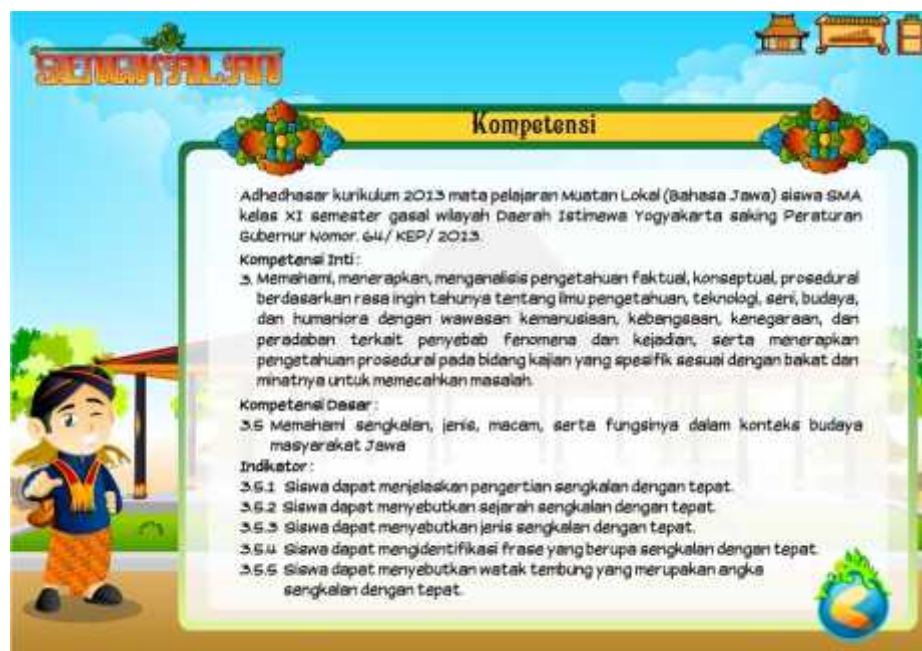 SENGKALAN
Kompetensi
Adhedhasar kurikulum 2013 mata pelajaran Muatan Lokal (Bahasa Jawa) siswa SMA
kelas XI semester gasal wilayah Daerah Istimewa Yogyakarta saking Peraturan
Gubernur Nomor. 64/ KEP/ 2013.
Kompetensi Inti :
3. Memahami, menerapkan, menganalisis pengetahuan faktual, konseptual, prosedural
berdasarkan rasa ingin tahunya tentang ilmu pengetahuan, teknologi, seni, budaya,
dan humaniora dengan wawasan kemanusiaan, kebangsaan, kenegaraan, dan
peradaban terkait penyebab fenomena dan kejadian, serta menerapkan
pengetahuan prosedural pada bidang kajian yang spesifik sesuai dengan bakat dan
minatnya untuk memecahkan masalah.
Kompetensi Dasar :
3.5 Memahami sengkalan, jenis, macam, serta fungsinya dalam konteks budaya
masyarakat Jawa
Indikator :
3.5.1 Siswa dapat menjelaskan pengertian sengkalan dengan tepat.
3.5.2 Siswa dapat menyebutkan sejarah sengkalan dengan tepat.
3.5.3 Siswa dapat menyebutkan jenis sengkalan dengan tepat.
3.5.4 Siswa dapat mengidentifikasi frase yang berupa sengkalan dengan tepat.
3.5.5 Siswa dapat menyebutkan watak tembung yang merupakan angka
sengkalan dengan tepat.